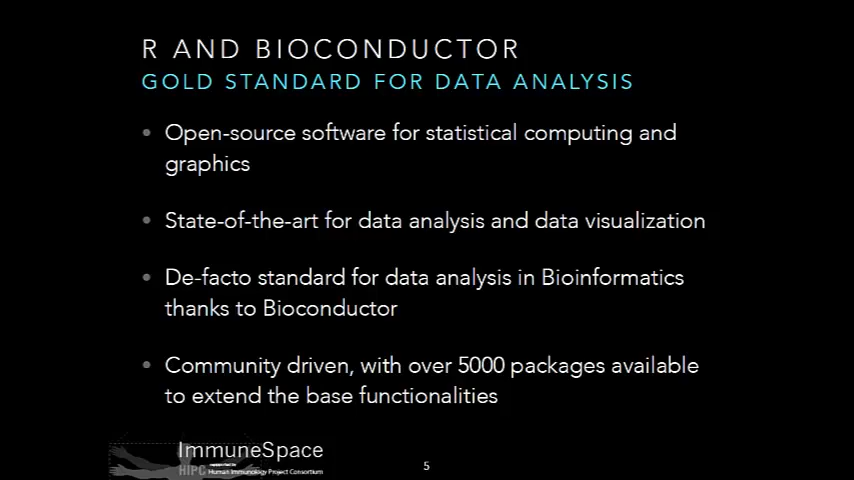 R AND BIOCONDUCTOR
GOLD STANDARD FOR DATA ANALYSIS
• Open-source software for statistical computing and
graphics
• State-of-the-art for data analysis and data visualization
• De-facto standard for data analysis in Bioinformatics
thanks to Bioconductor
• Community driven, with over 5000 packages available
to extend the base functionalities
ImmuneSpace
HIPC Human Immunology Project Consortium
5